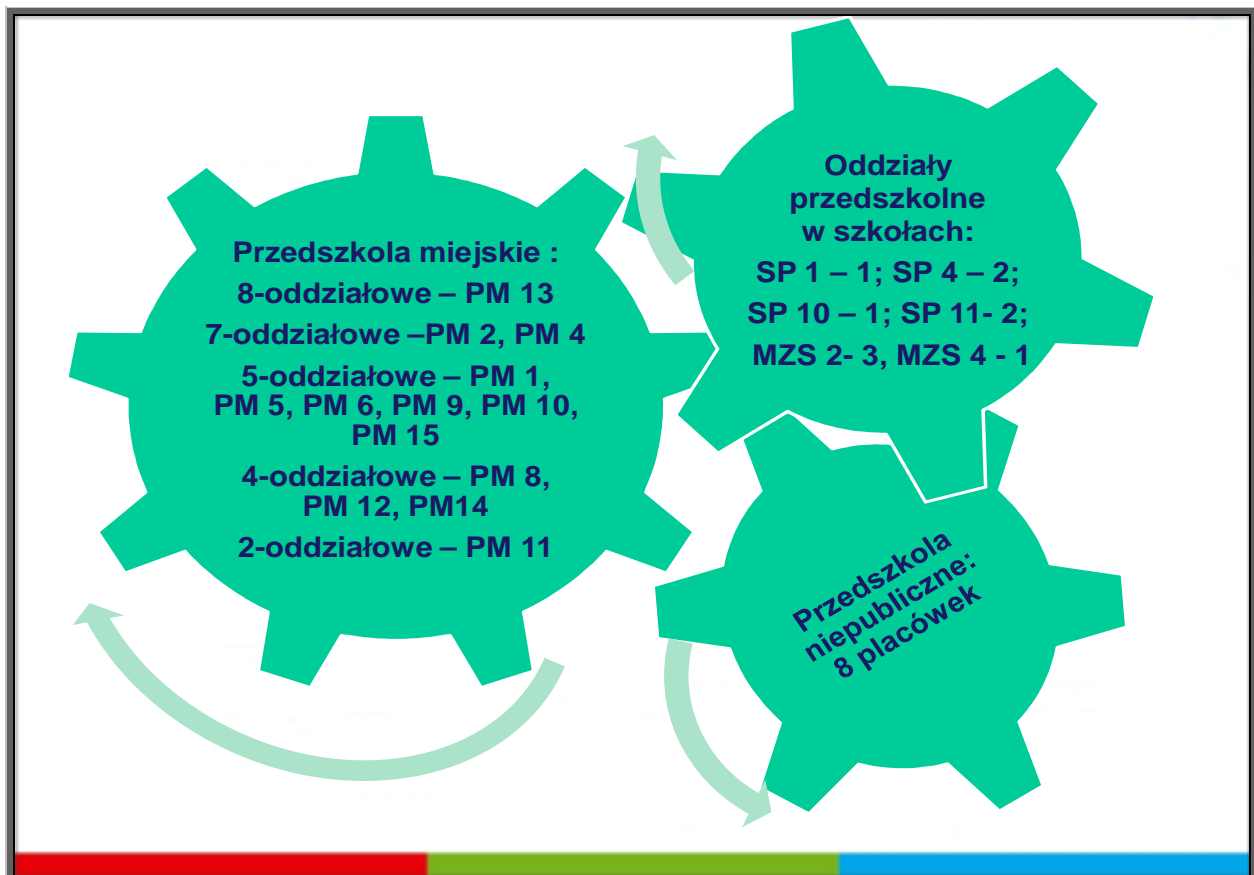 Przedszkola miejskie :
8-oddziałowe – PM 13
7-oddziałowe –PM 2, PM 4
5-oddziałowe – PM 1,
PM 5, PM 6, PM 9, PM 10,
PM 15
4-oddziałowe – PM 8,
PM 12, PM14
2-oddziałowe – PM 11
Oddziały
przedszkolne
w szkołach:
SP 1 – 1; SP 4 – 2;
SP 10 – 1; SP 11- 2;
MZS 2- 3, MZS 4 - 1
Przedszkola
niepubliczne:
8 placówek